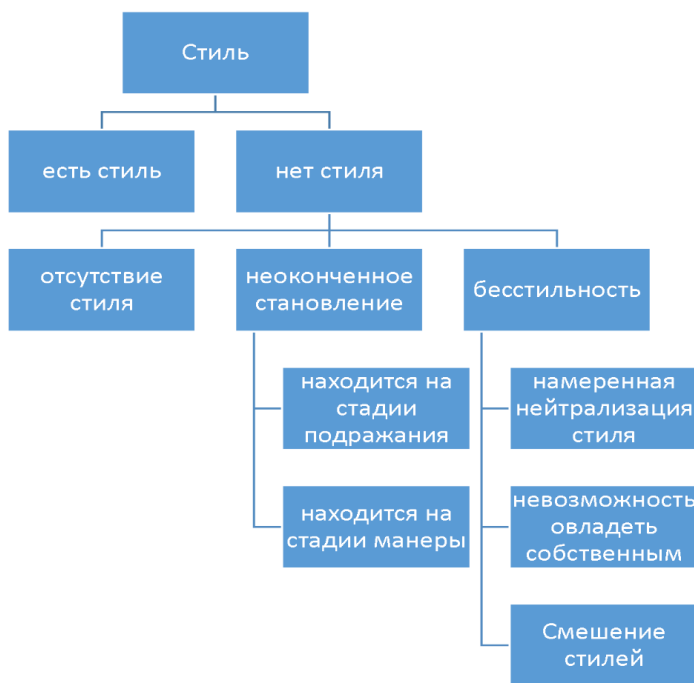 Стиль
есть стиль
нет стиля
отсутствие
стиля
неоконченное
становление
бесстильность
находится на
стадии
подражания
намеренная
нейтрализация
стиля
находится на
стадии манеры
невозможность
овладеть
собственным
Смешение
стилей